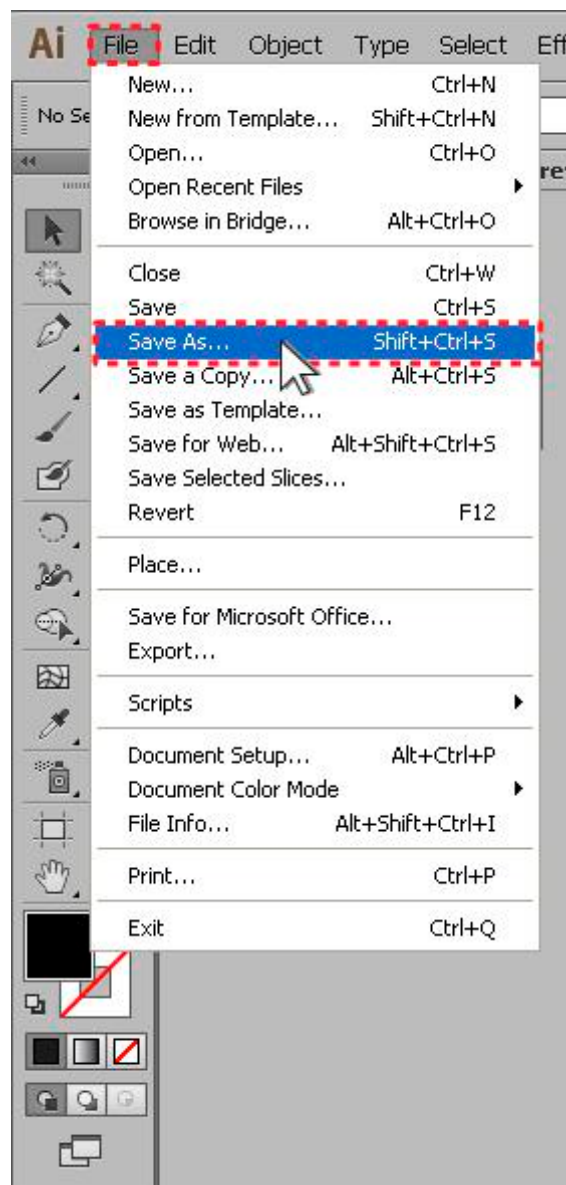 Ai File Edit Object Type Select Eff
No Se
re
New... Ctrl+N
New from Template... Shift+Ctrl+N
Open... Ctrl+O
Open Recent Files
Browse in Bridge... Alt+Ctrl+O
Close Ctrl+W
Save Ctrl+S
Save As... Shift+Ctrl+S
Save a Copy... Alt+Ctrl+S
Save as Template...
Save for Web... Alt+Shift+Ctrl+S
Save Selected Slices...
Revert F12
Place...
Save for Microsoft Office...
Export...
Scripts
Document Setup... Alt+Ctrl+P
Document Color Mode
File Info... Alt+Shift+Ctrl+I
Print... Ctrl+P
Exit Ctrl+Q